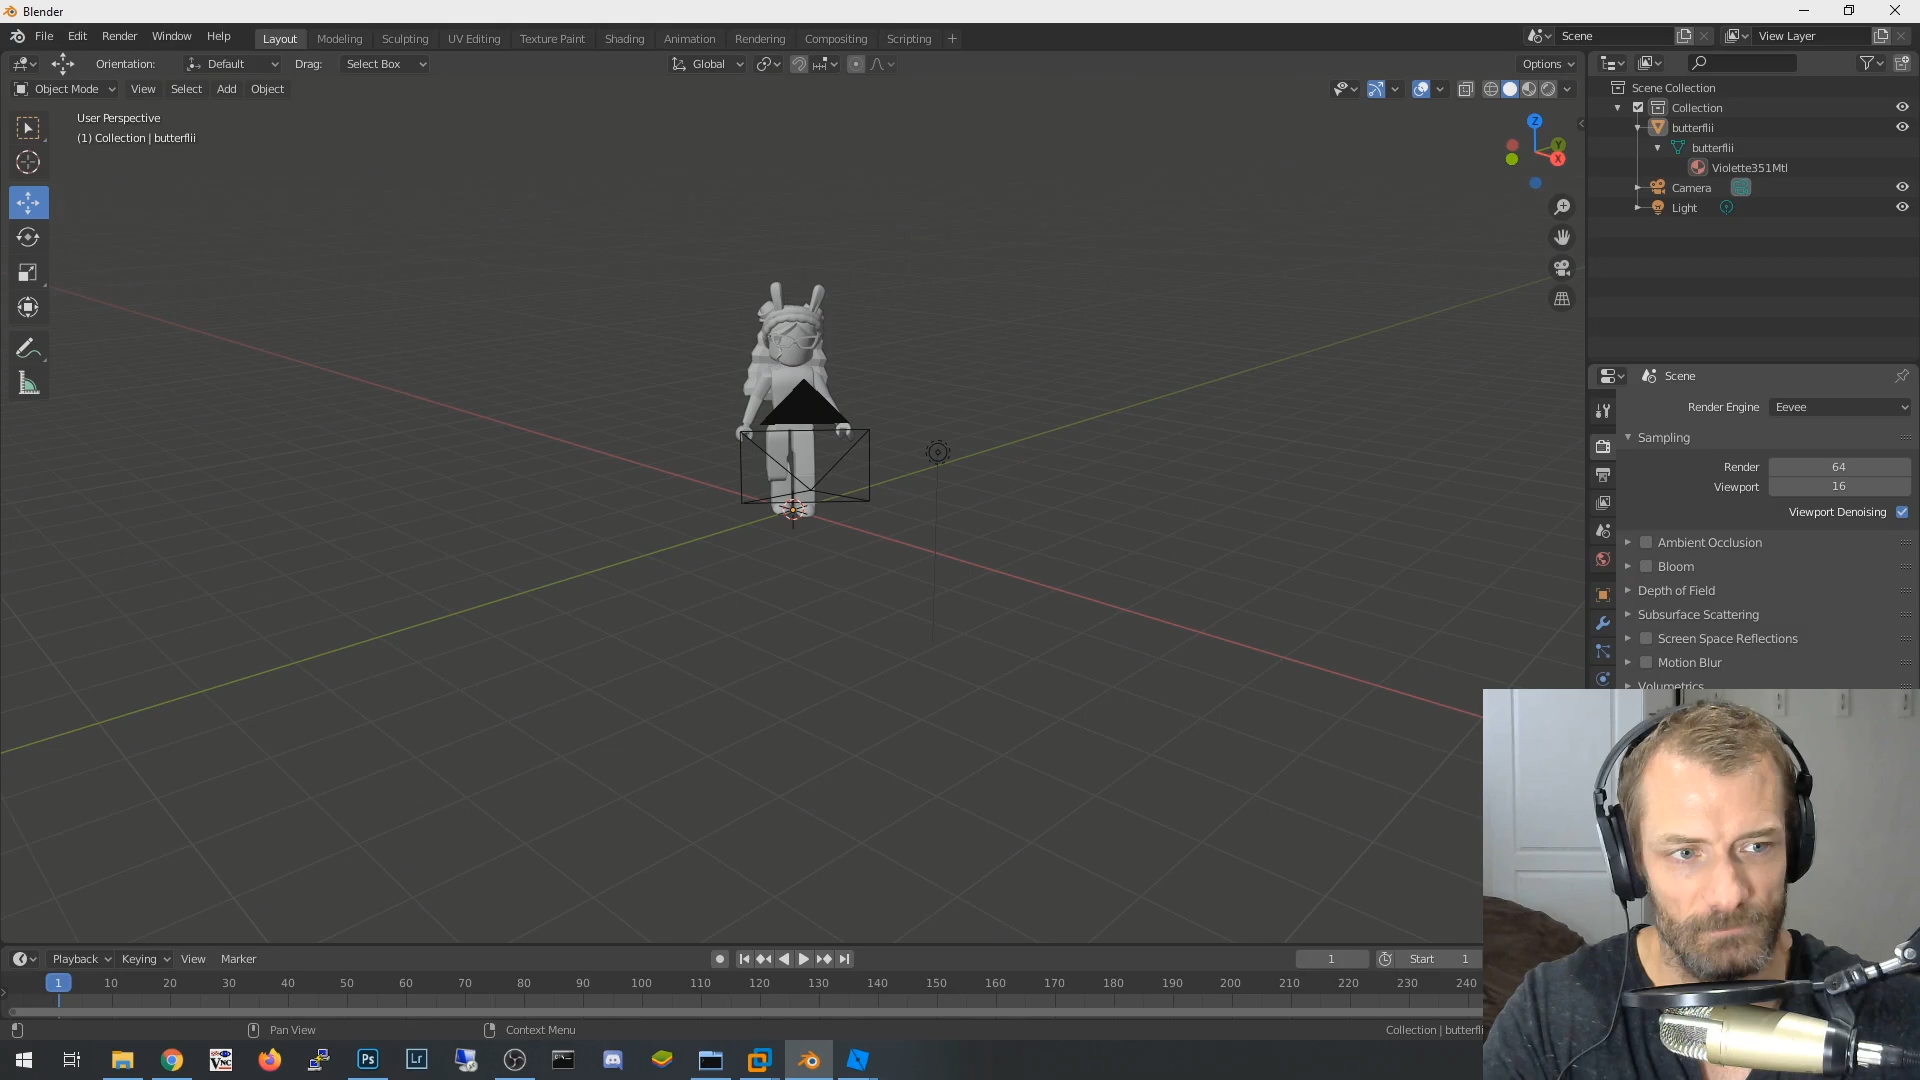 Blender
File Edit Render Window Help
Layout Modeling Sculpting UV Editing Texture Paint Shading Animation Rendering Compositing Scripting +
Scene
View Layer
Orientation: Default Drag: Select Box
Global
Options
Object Mode View Select Add Object
User Perspective
(1) Collection | butterflii
Z
Y
X
Scene Collection
Collection
butterflii
butterflii
Violette351Mtl
Camera
Light
Scene
Render Engine Eevee
Sampling
Render 64
Viewport 16
Viewport Denoising
Ambient Occlusion
Bloom
Depth of Field
Subsurface Scattering
Screen Space Reflections
Motion Blur
Volumetrics
Playback Keying View Marker
1
Start 1
1 10 20 30 40 50 60 70 80 90 100 110 120 130 140 150 160 170 180 190 200 210 220 230 240
Pan View
Context Menu
Collection | butterfli
Ps
Lr